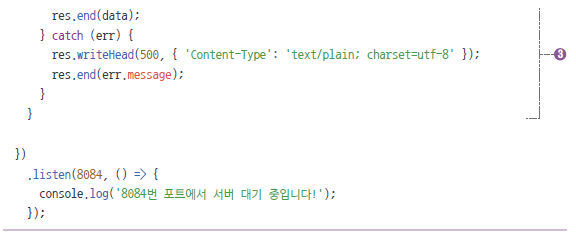 res.end(data);
} catch (err) {
res.writeHead(500, { 'Content-Type': 'text/plain; charset=utf-8' });
res.end(err.message);
}
}
❸
})
.listen(8084, () => {
console.log('8084번 포트에서 서버 대기 중입니다!');
});